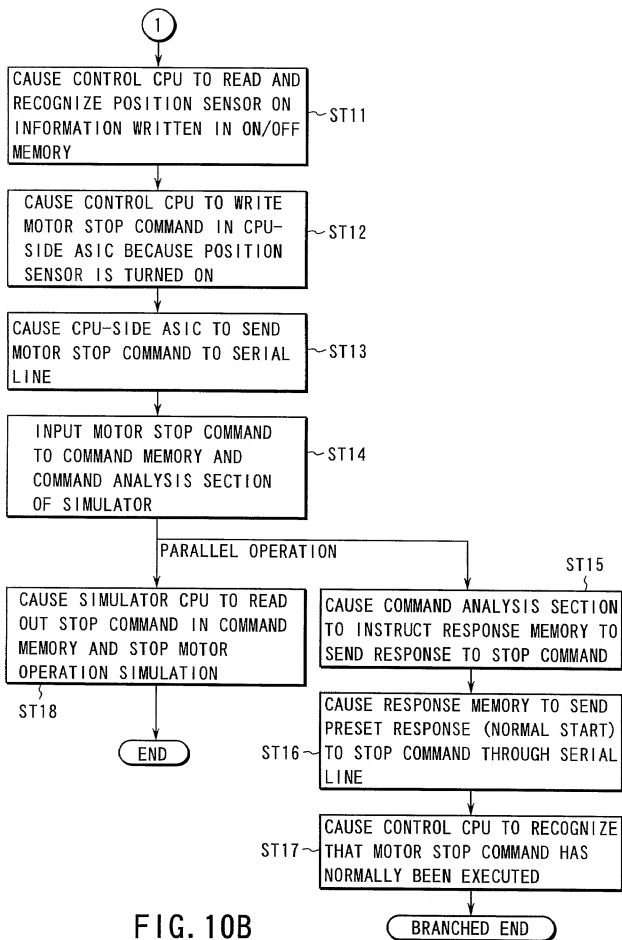 1
CAUSE CONTROL CPU TO READ AND
RECOGNIZE POSITION SENSOR ON
INFORMATION WRITTEN IN ON/OFF
MEMORY
ST11
CAUSE CONTROL CPU TO WRITE
MOTOR STOP COMMAND IN CPU-
SIDE ASIC BECAUSE POSITION
SENSOR IS TURNED ON
ST12
CAUSE CPU-SIDE ASIC TO SEND
MOTOR STOP COMMAND TO SERIAL
LINE
ST13
INPUT MOTOR STOP COMMAND
TO COMMAND MEMORY AND
COMMAND ANALYSIS SECTION
OF SIMULATOR
ST14
PARALLEL OPERATION
CAUSE SIMULATOR CPU TO READ
OUT STOP COMMAND IN COMMAND
MEMORY AND STOP MOTOR
OPERATION SIMULATION
ST18
END
ST15
CAUSE COMMAND ANALYSIS SECTION
TO INSTRUCT RESPONSE MEMORY TO
SEND RESPONSE TO STOP COMMAND
CAUSE RESPONSE MEMORY TO SEND
PRESET RESPONSE (NORMAL START)
TO STOP COMMAND THROUGH SERIAL
LINE
ST16
CAUSE CONTROL CPU TO RECOGNIZE
THAT MOTOR STOP COMMAND HAS
NORMALLY BEEN EXECUTED
ST17
BRANCHED END
FIG. 10B